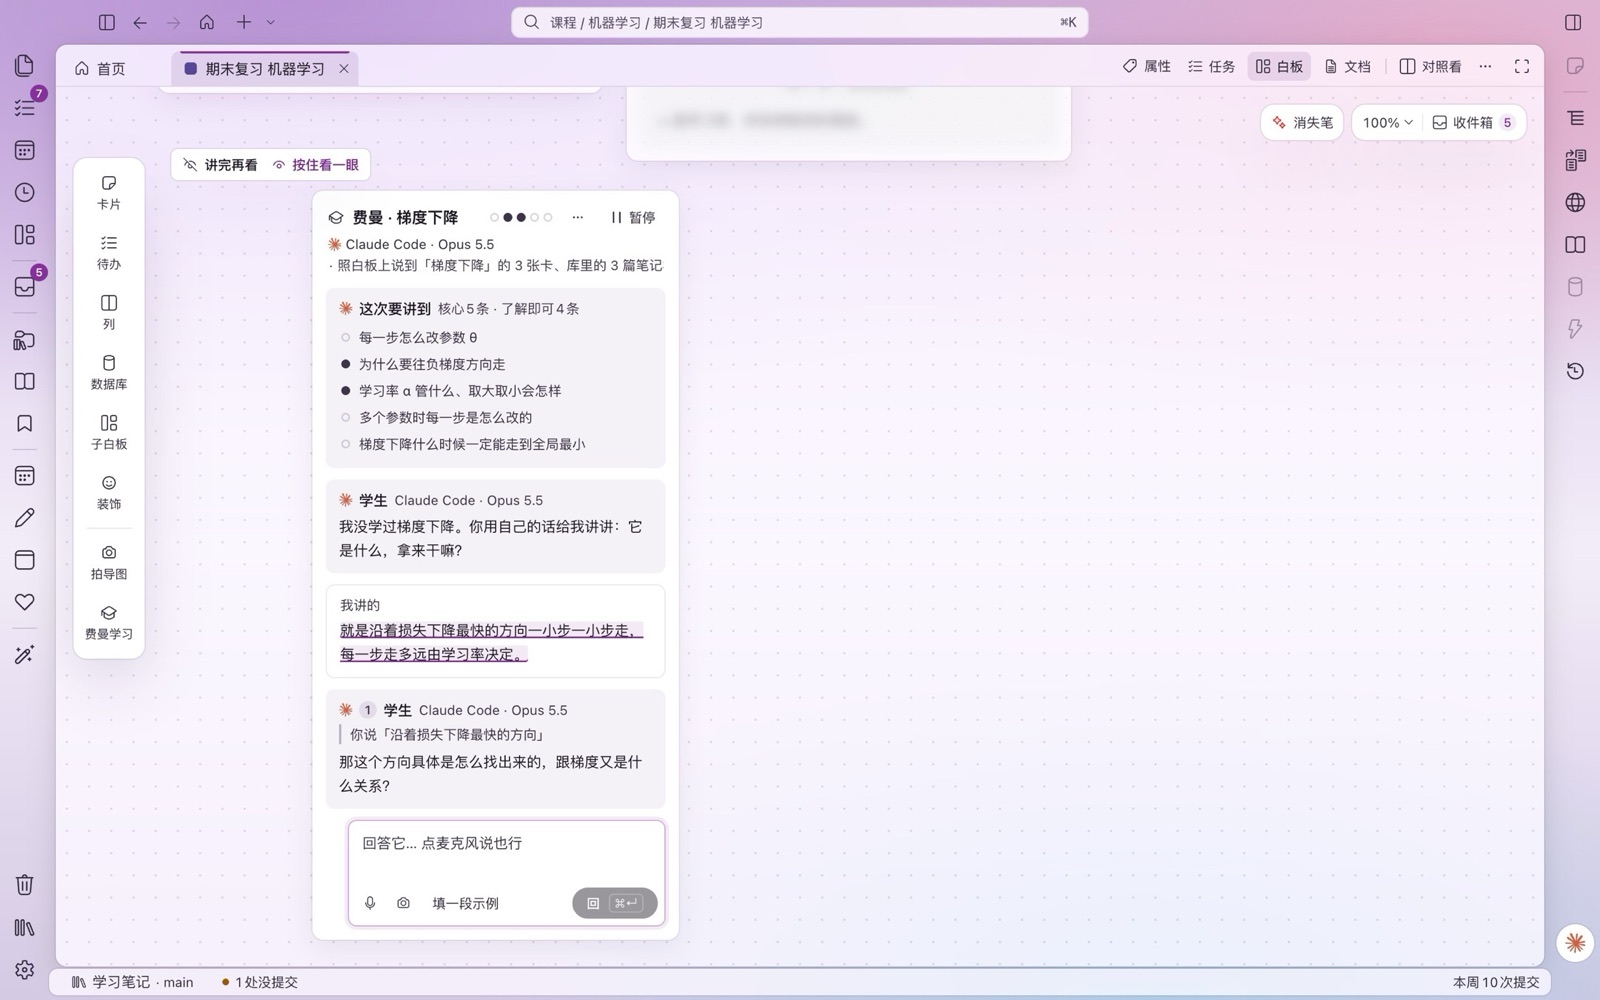 课程 / 机器学习 / 期末复习 机器学习
⌘K
首页
期末复习 机器学习
属性
任务
白板
文档
对照看
消失笔
100%
收件箱 5
7
5
卡片
待办
列
数据库
子白板
装饰
拍导图
费曼学习
讲完再看
按住看一眼
费曼 · 梯度下降
暂停
Claude Code · Opus 5.5
· 照白板上说到「梯度下降」的 3 张卡、库里的 3 篇笔记
这次要讲到 核心 5 条 · 了解即可 4 条
每一步怎么改参数 θ
为什么要往负梯度方向走
学习率 α 管什么、取大取小会怎样
多个参数时每一步是怎么改的
梯度下降什么时候一定能走到全局最小
学生 Claude Code · Opus 5.5
我没学过梯度下降。你用自己的话给我讲讲：它
是什么，拿来干嘛？
我讲的
就是沿着损失下降最快的方向一小步一小步走，
每一步走多远由学习率决定。
1 学生 Claude Code · Opus 5.5
你说「沿着损失下降最快的方向」
那这个方向具体是怎么找出来的，跟梯度又是什
么关系？
回答它... 点麦克风说也行
填一段示例
回 ⌘↵
学习笔记 · main
1 处没提交
本周 10 次提交